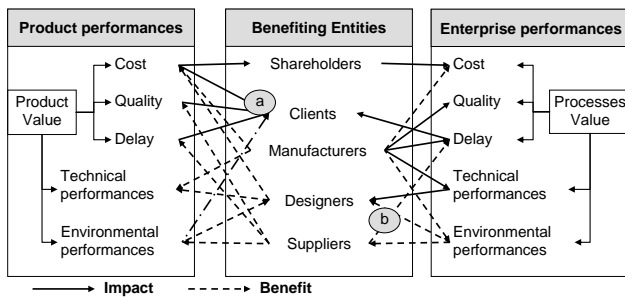 Product performances
Benefiting Entities
Enterprise performances
Cost
Shareholders
Cost
Product
Value
Quality
a
Clients
Quality
Processes
Value
Delay
Manufacturers
Delay
Technical
performances
Designers
Technical
performances
b
Environmental
performances
Suppliers
Environmental
performances
Impact
Benefit